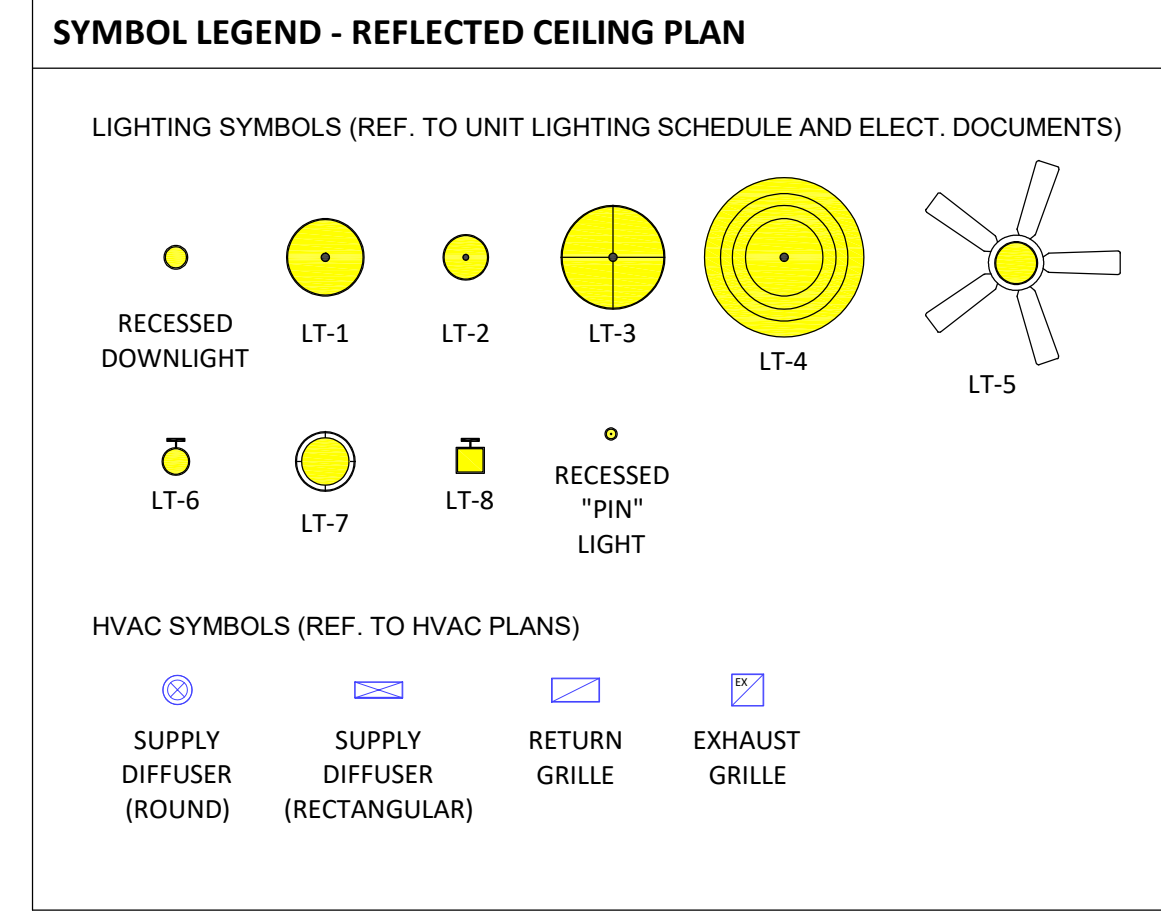 SYMBOL LEGEND - REFLECTED CEILING PLAN
LIGHTING SYMBOLS (REF. TO UNIT LIGHTING SCHEDULE AND ELECT. DOCUMENTS)
RECESSED
DOWNLIGHT
LT-1
LT-2
LT-3
LT-4
LT-5
LT-6
LT-7
LT-8
RECESSED
"PIN"
LIGHT
HVAC SYMBOLS (REF. TO HVAC PLANS)
SUPPLY
DIFFUSER
(ROUND)
SUPPLY
DIFFUSER
(RECTANGULAR)
RETURN
GRILLE
EX
EXHAUST
GRILLE